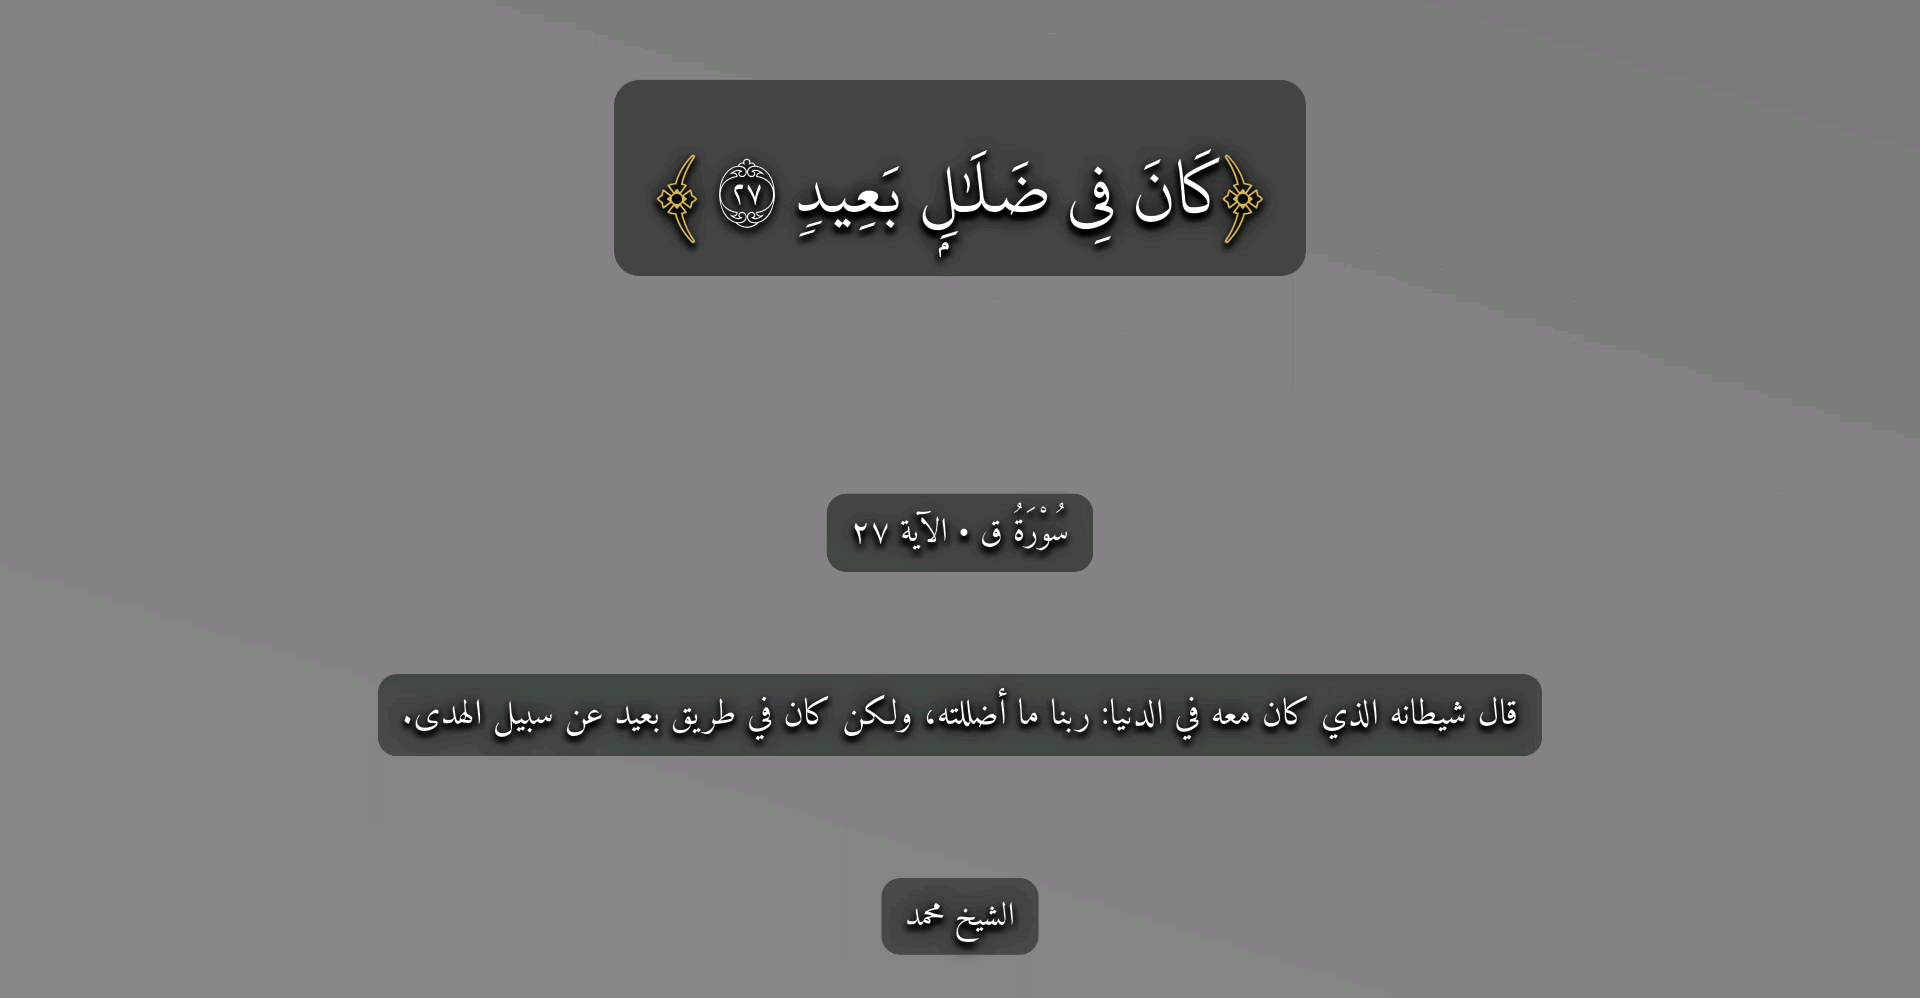 ﴿كَانَ فِى ضَلَـٰلٍۭ بَعِيدٍۢ ٢٧﴾
سُوْرَةُ ق • الآية ٢٧
قال شيطانه الذي كان معه في الدنيا: ربنا ما أضللته، ولكن كان في طريق بعيد عن سبيل الهدى.
الشيخ محمد